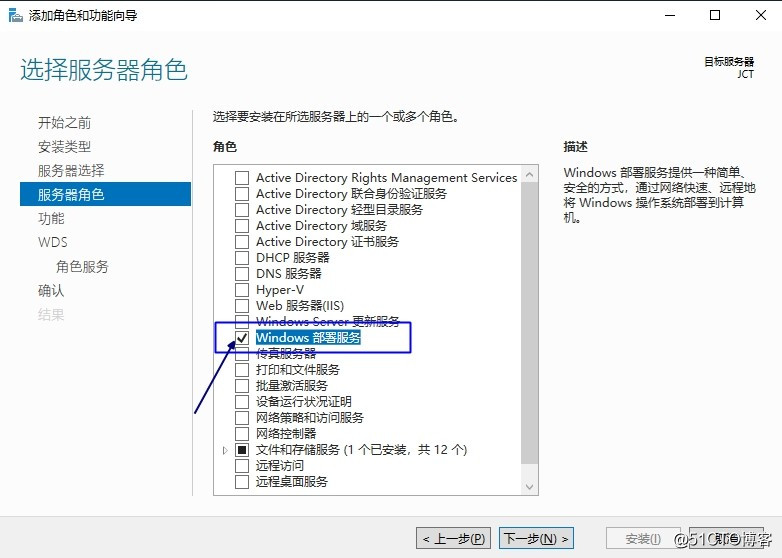 添加角色和功能向导
选择服务器角色
目标服务器
JCT
开始之前
安装类型
服务器选择
服务器角色
功能
WDS
角色服务
确认
结果
选择要安装在所选服务器上的一个或多个角色。
角色
Active Directory Rights Management Services
Active Directory 联合身份验证服务
Active Directory 轻型目录服务
Active Directory 域服务
Active Directory 证书服务
DHCP 服务器
DNS 服务器
Hyper-V
Web 服务器(IIS)
Windows Server 更新服务
Windows 部署服务
传真服务器
打印和文件服务
批量激活服务
设备运行状况证明
网络策略和访问服务
网络控制器
文件和存储服务 (1 个已安装，共 12 个)
远程访问
远程桌面服务
描述
Windows 部署服务提供一种简单、
安全的方式，通过网络快速、远程地
将 Windows 操作系统部署到计算
机。
< 上一步(P)
下一步(N) >
安装(I)
@51CTO博客